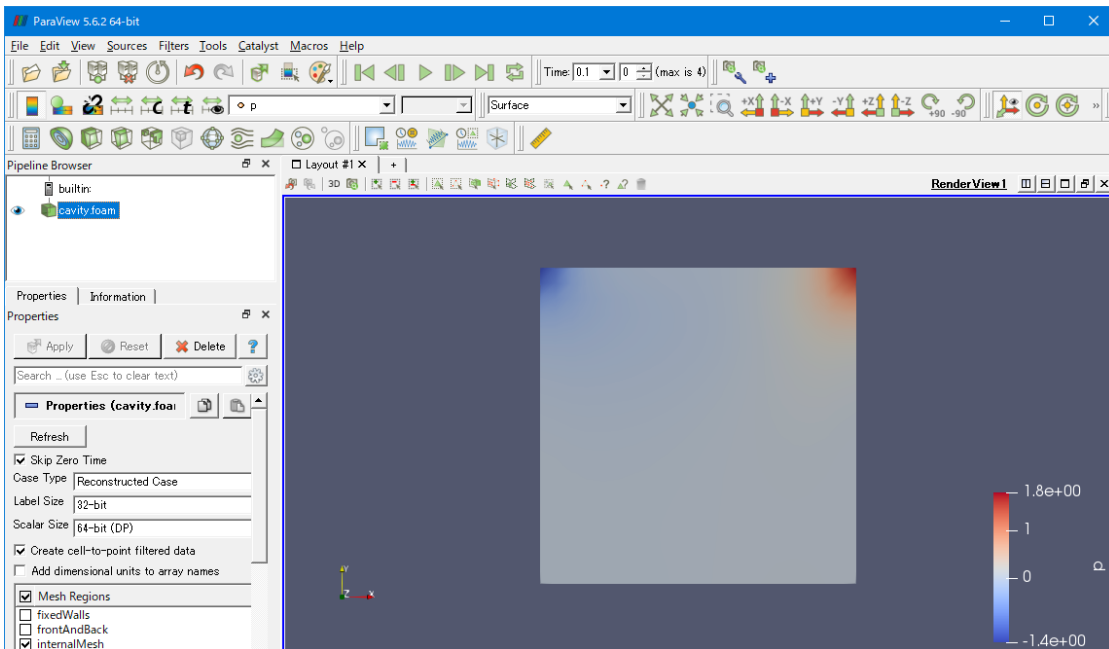 ParaView 5.6.2 64-bit
File Edit View Sources Filters Tools Catalyst Macros Help
Time: 0.1 0 (max is 4)
p Surface +X -X +Y -Y +Z -Z +90 -90 »
Pipeline Browser
Layout #1 × +
3D
RenderView1
builtin:
cavity.foam
Properties Information
Properties
Apply Reset Delete ?
Search ... (use Esc to clear text)
Properties (cavity.foa
Refresh
Skip Zero Time
Case Type Reconstructed Case
Label Size 32-bit
Scalar Size 64-bit (DP)
Create cell-to-point filtered data
Add dimensional units to array names
Mesh Regions
fixedWalls
frontAndBack
internalMesh
Y
Z X
1.8e+00
1
0
-1.4e+00
p